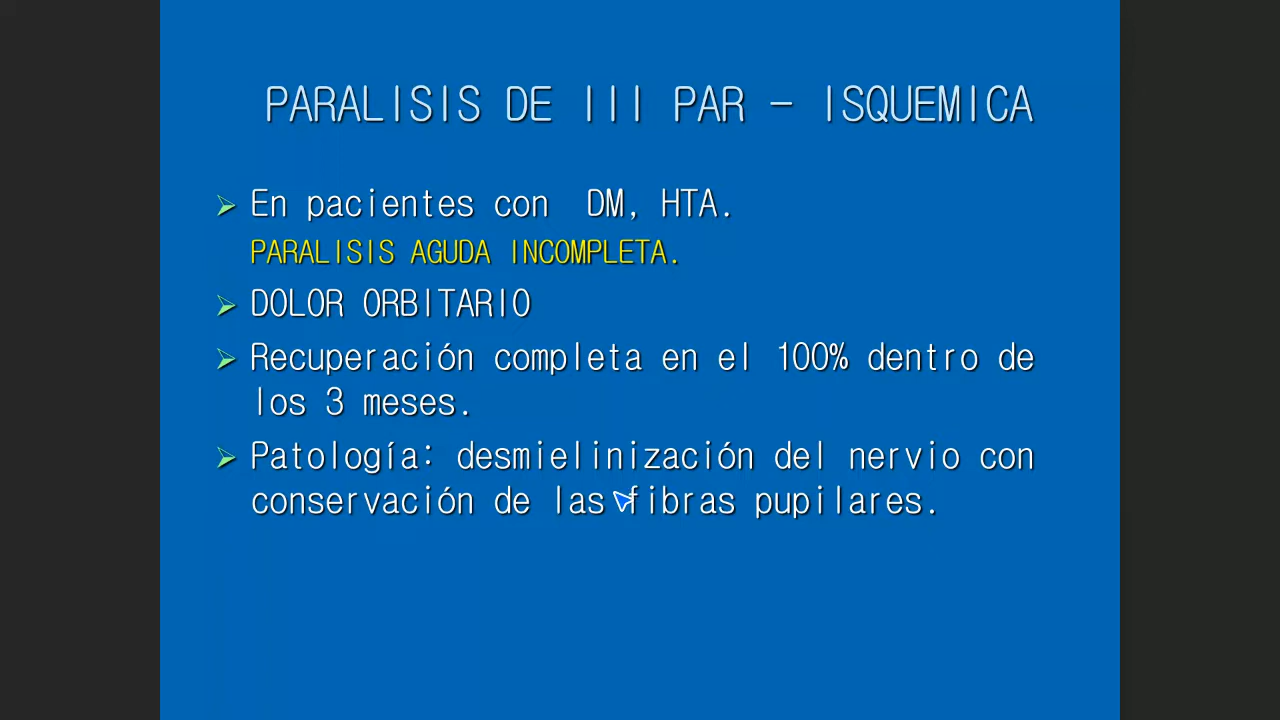 PARALISIS DE III PAR - ISQUEMICA
En pacientes con DM, HTA.
PARALISIS AGUDA INCOMPLETA.
DOLOR ORBITARIO
Recuperación completa en el 100% dentro de
los 3 meses.
Patología: desmielinización del nervio con
conservación de las fibras pupilares.